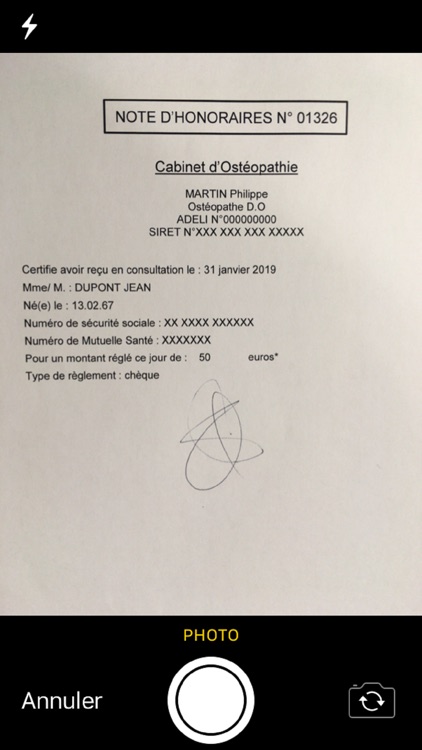 NOTE D'HONORAIRES N° 01326
Cabinet d'Ostéopathie
MARTIN Philippe
Ostéopathe D.O
ADELI N°000000000
SIRET N°XXX XXX XXX XXXXX
Certifie avoir reçu en consultation le : 31 janvier 2019
Mme/ M. : DUPONT JEAN
Né(e) le : 13.02.67
Numéro de sécurité sociale : XX XXXX XXXXXX
Numéro de Mutuelle Santé : XXXXXXX
Pour un montant réglé ce jour de : 50 euros*
Type de règlement : chèque
PHOTO
Annuler